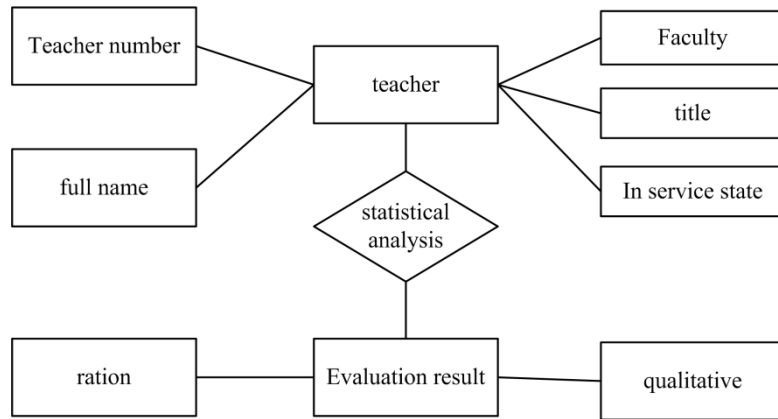 Teacher number
teacher
Faculty
title
full name
In service state
statistical
analysis
ration
Evaluation result
qualitative